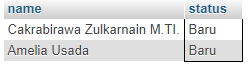 name status
Cakrabirawa Zulkarnain M.TI. Baru
Amelia Usada Baru